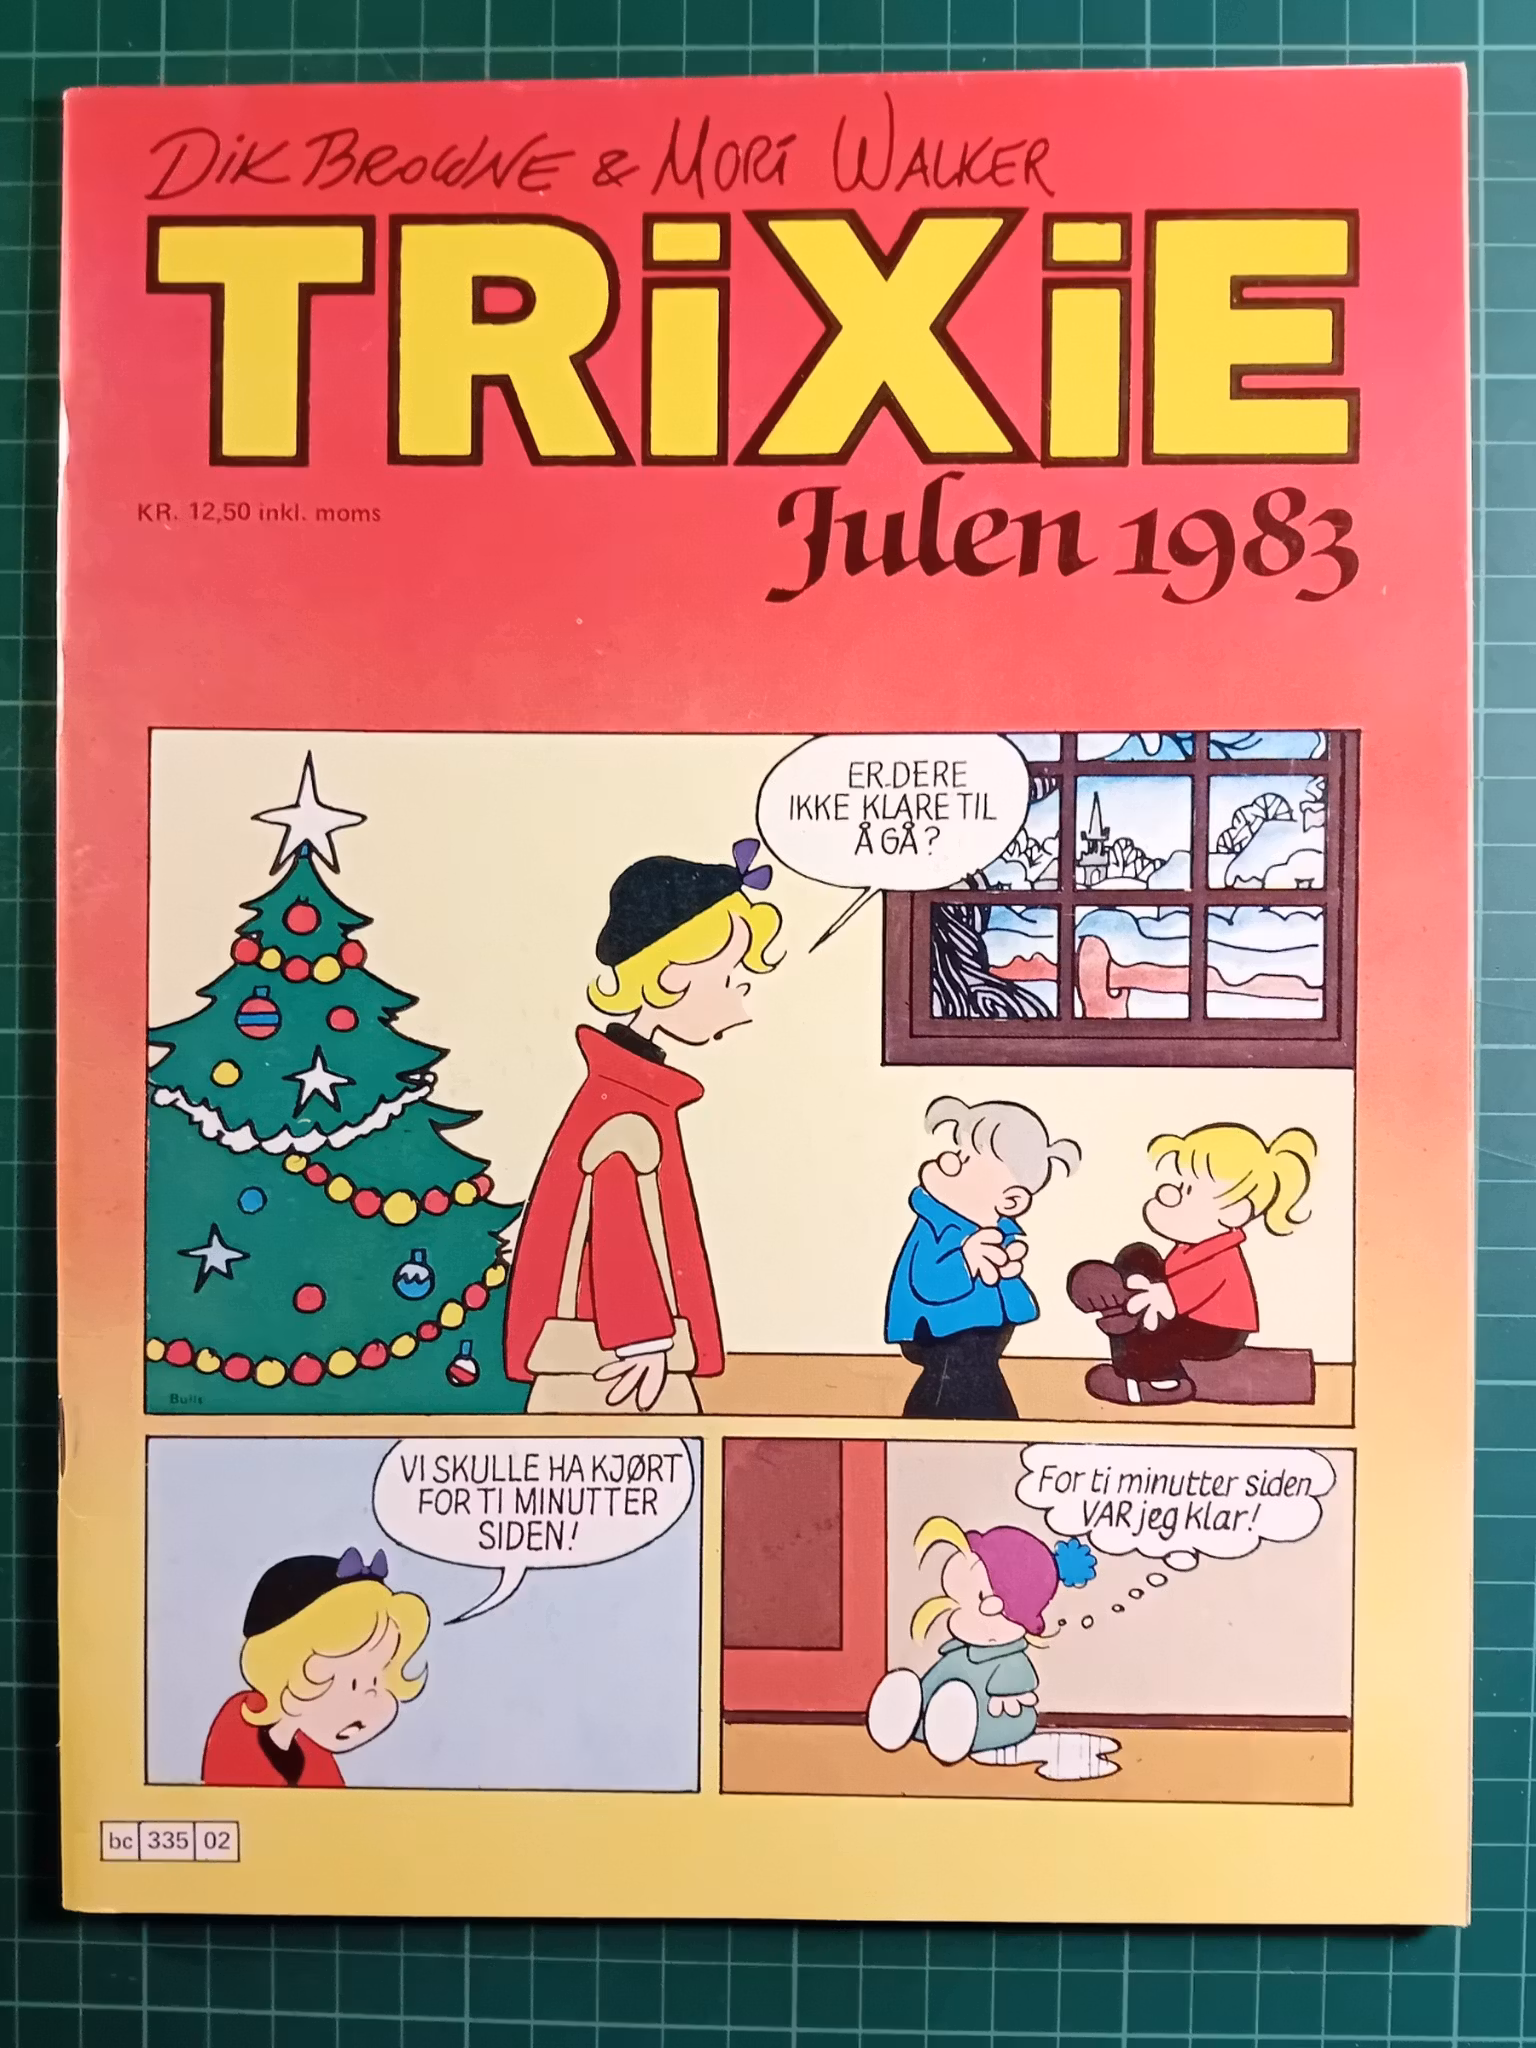 DiK BROWNE & MORT WALKER
TRiXiE
KR. 12,50 inkl. moms
Julen 1983
ER DERE
IKKE KLARE TIL
Å GÅ?
Bulls
VI SKULLE HA KJØRT
FOR TI MINUTTER
SIDEN!
For ti minutter siden
VAR jeg klar!
bc 335 02